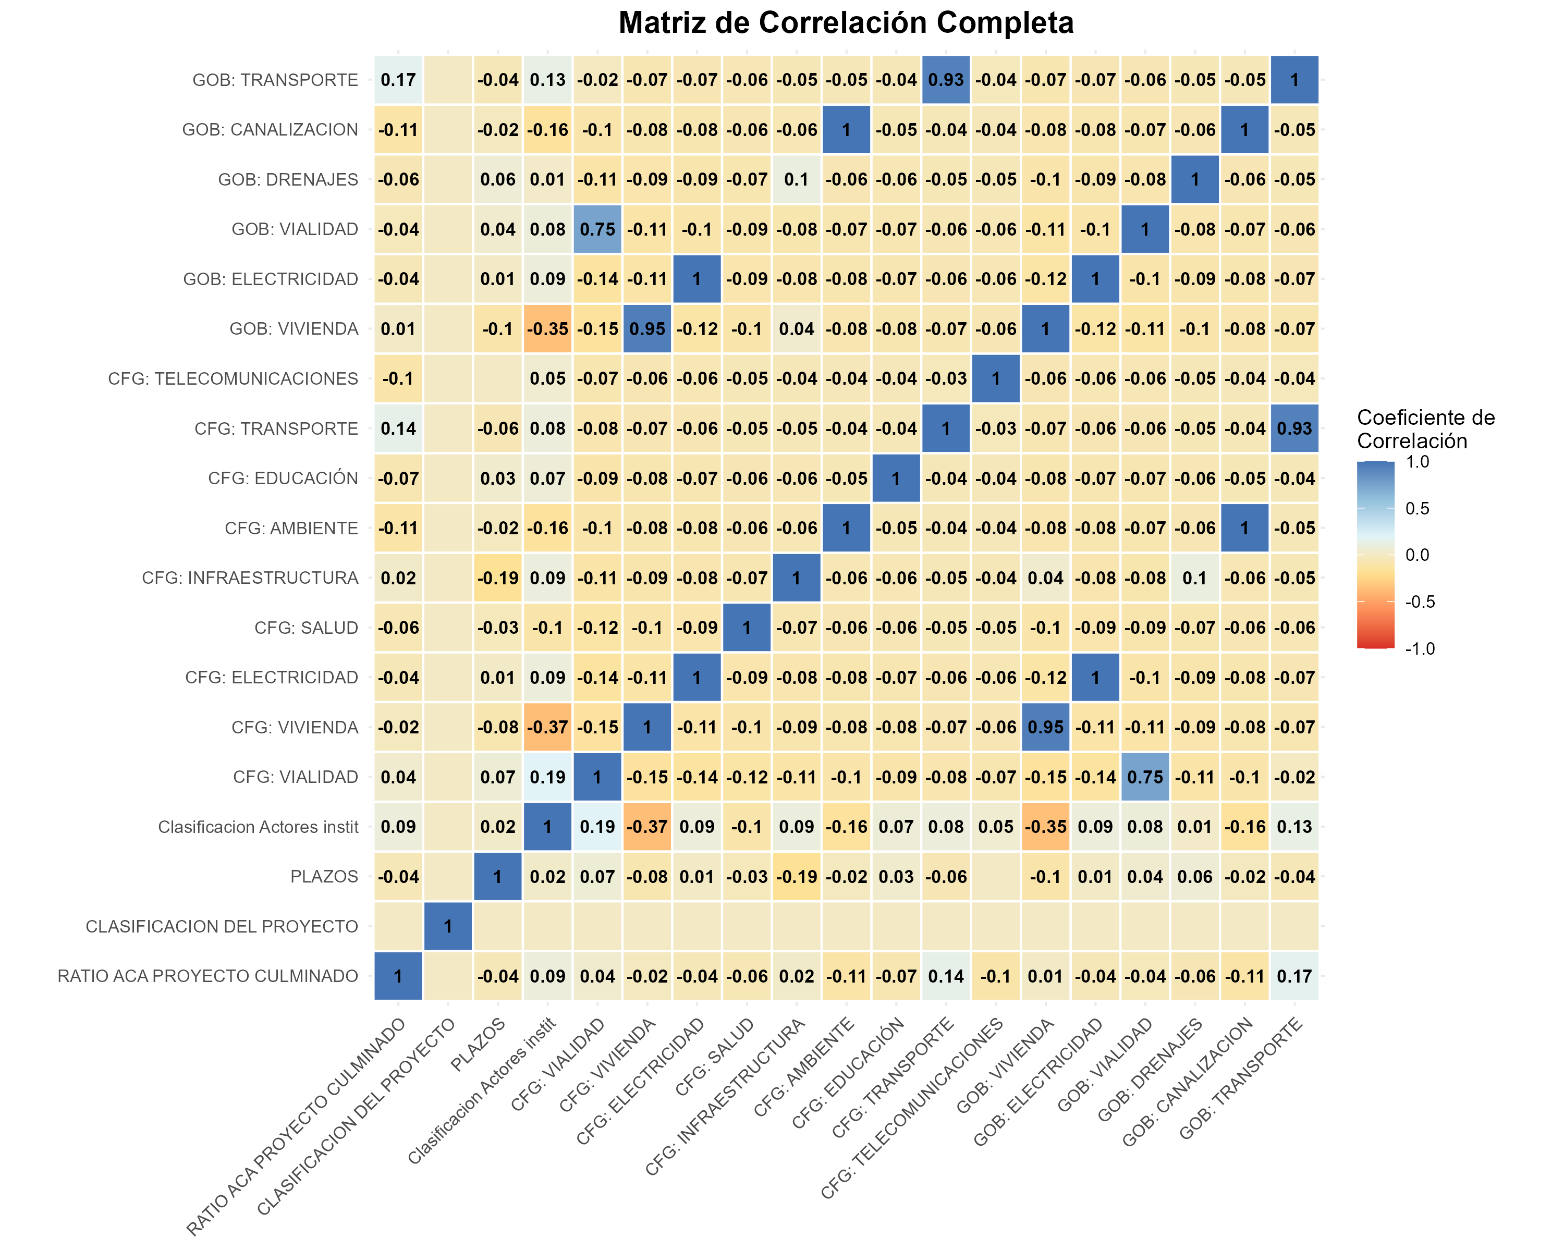 Matriz de Correlación Completa
GOB: TRANSPORTE 0.17 -0.04 0.13 -0.02 -0.07 -0.07 -0.06 -0.05 -0.05 -0.04 0.93 -0.04 -0.07 -0.07 -0.06 -0.05 -0.05 1
GOB: CANALIZACION -0.11 -0.02 -0.16 -0.1 -0.08 -0.08 -0.06 -0.06 1 -0.05 -0.04 -0.04 -0.08 -0.08 -0.07 -0.06 1 -0.05
GOB: DRENAJES -0.06 0.06 0.01 -0.11 -0.09 -0.09 -0.07 0.1 -0.06 -0.06 -0.05 -0.05 -0.1 -0.09 -0.08 1 -0.06 -0.05
GOB: VIALIDAD -0.04 0.04 0.08 0.75 -0.11 -0.1 -0.09 -0.08 -0.07 -0.07 -0.06 -0.06 -0.11 -0.1 1 -0.08 -0.07 -0.06
GOB: ELECTRICIDAD -0.04 0.01 0.09 -0.14 -0.11 1 -0.09 -0.08 -0.08 -0.07 -0.06 -0.06 -0.12 1 -0.1 -0.09 -0.08 -0.07
GOB: VIVIENDA 0.01 -0.1 -0.35 -0.15 0.95 -0.12 -0.1 0.04 -0.08 -0.08 -0.07 -0.06 1 -0.12 -0.11 -0.1 -0.08 -0.07
CFG: TELECOMUNICACIONES -0.1 0.05 -0.07 -0.06 -0.06 -0.05 -0.04 -0.04 -0.04 -0.03 1 -0.06 -0.06 -0.06 -0.05 -0.04 -0.04
CFG: TRANSPORTE 0.14 -0.06 0.08 -0.08 -0.07 -0.06 -0.05 -0.05 -0.04 -0.04 1 -0.03 -0.07 -0.06 -0.06 -0.05 -0.04 0.93
CFG: EDUCACIÓN -0.07 0.03 0.07 -0.09 -0.08 -0.07 -0.06 -0.06 -0.05 1 -0.04 -0.04 -0.08 -0.07 -0.07 -0.06 -0.05 -0.04
CFG: AMBIENTE -0.11 -0.02 -0.16 -0.1 -0.08 -0.08 -0.06 -0.06 1 -0.05 -0.04 -0.04 -0.08 -0.08 -0.07 -0.06 1 -0.05
CFG: INFRAESTRUCTURA 0.02 -0.19 0.09 -0.11 -0.09 -0.08 -0.07 1 -0.06 -0.06 -0.05 -0.04 0.04 -0.08 -0.08 0.1 -0.06 -0.05
CFG: SALUD -0.06 -0.03 -0.1 -0.12 -0.1 -0.09 1 -0.07 -0.06 -0.06 -0.05 -0.05 -0.1 -0.09 -0.09 -0.07 -0.06 -0.06
CFG: ELECTRICIDAD -0.04 0.01 0.09 -0.14 -0.11 1 -0.09 -0.08 -0.08 -0.07 -0.06 -0.06 -0.12 1 -0.1 -0.09 -0.08 -0.07
CFG: VIVIENDA -0.02 -0.08 -0.37 -0.15 1 -0.11 -0.1 -0.09 -0.08 -0.08 -0.07 -0.06 0.95 -0.11 -0.11 -0.09 -0.08 -0.07
CFG: VIALIDAD 0.04 0.07 0.19 1 -0.15 -0.14 -0.12 -0.11 -0.1 -0.09 -0.08 -0.07 -0.15 -0.14 0.75 -0.11 -0.1 -0.02
Clasificacion Actores instit 0.09 0.02 1 0.19 -0.37 0.09 -0.1 0.09 -0.16 0.07 0.08 0.05 -0.35 0.09 0.08 0.01 -0.16 0.13
PLAZOS -0.04 1 0.02 0.07 -0.08 0.01 -0.03 -0.19 -0.02 0.03 -0.06 -0.1 0.01 0.04 0.06 -0.02 -0.04
CLASIFICACION DEL PROYECTO 1
RATIO ACA PROYECTO CULMINADO 1 -0.04 0.09 0.04 -0.02 -0.04 -0.06 0.02 -0.11 -0.07 0.14 -0.1 0.01 -0.04 -0.04 -0.06 -0.11 0.17
RATIO ACA PROYECTO CULMINADO
CLASIFICACION DEL PROYECTO
PLAZOS
Clasificacion Actores instit
CFG: VIALIDAD
CFG: VIVIENDA
CFG: ELECTRICIDAD
CFG: SALUD
CFG: INFRAESTRUCTURA
CFG: AMBIENTE
CFG: EDUCACIÓN
CFG: TRANSPORTE
CFG: TELECOMUNICACIONES
GOB: VIVIENDA
GOB: ELECTRICIDAD
GOB: VIALIDAD
GOB: DRENAJES
GOB: CANALIZACION
GOB: TRANSPORTE
Coeficiente de
Correlación
1.0
0.5
0.0
-0.5
-1.0